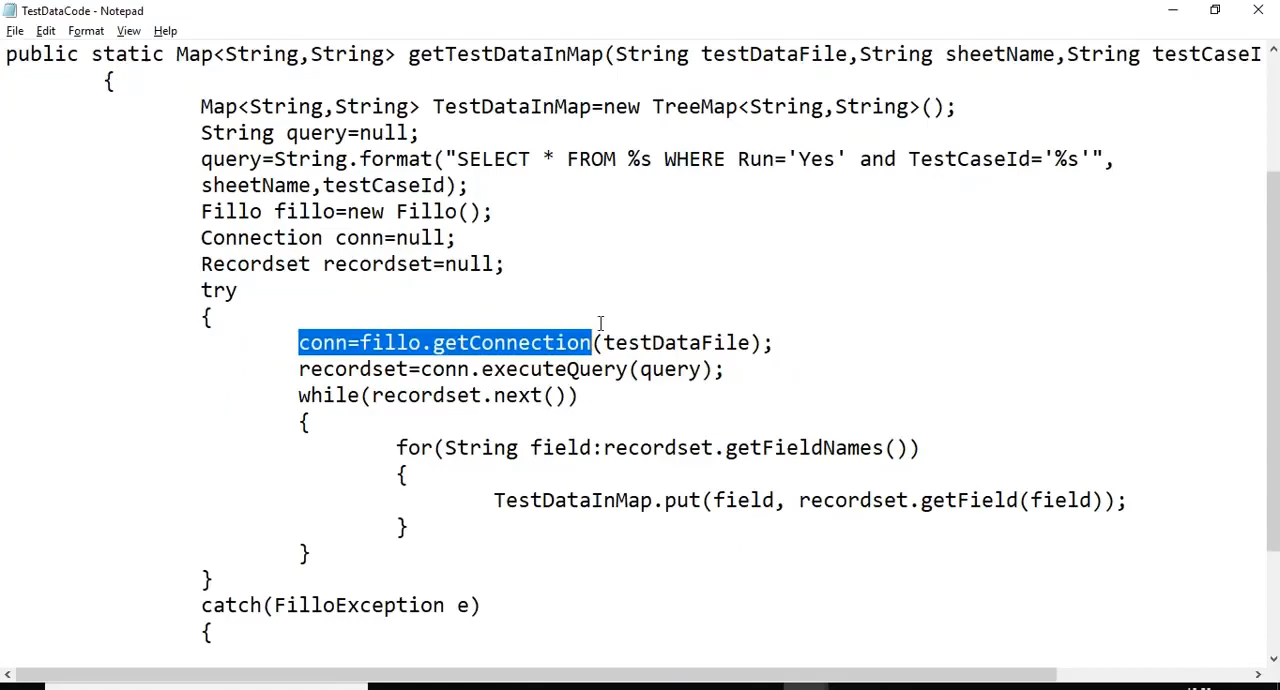 TestDataCode - Notepad
File Edit Format View Help
public static Map<String,String> getTestDataInMap(String testDataFile,String sheetName,String testCaseI
{
Map<String,String> TestDataInMap=new TreeMap<String,String>();
String query=null;
query=String.format("SELECT * FROM %s WHERE Run='Yes' and TestCaseId='%s'",
sheetName,testCaseId);
Fillo fillo=new Fillo();
Connection conn=null;
Recordset recordset=null;
try
{
conn=fillo.getConnection(testDataFile);
recordset=conn.executeQuery(query);
while(recordset.next())
{
for(String field:recordset.getFieldNames())
{
TestDataInMap.put(field, recordset.getField(field));
}
}
}
catch(FilloException e)
{